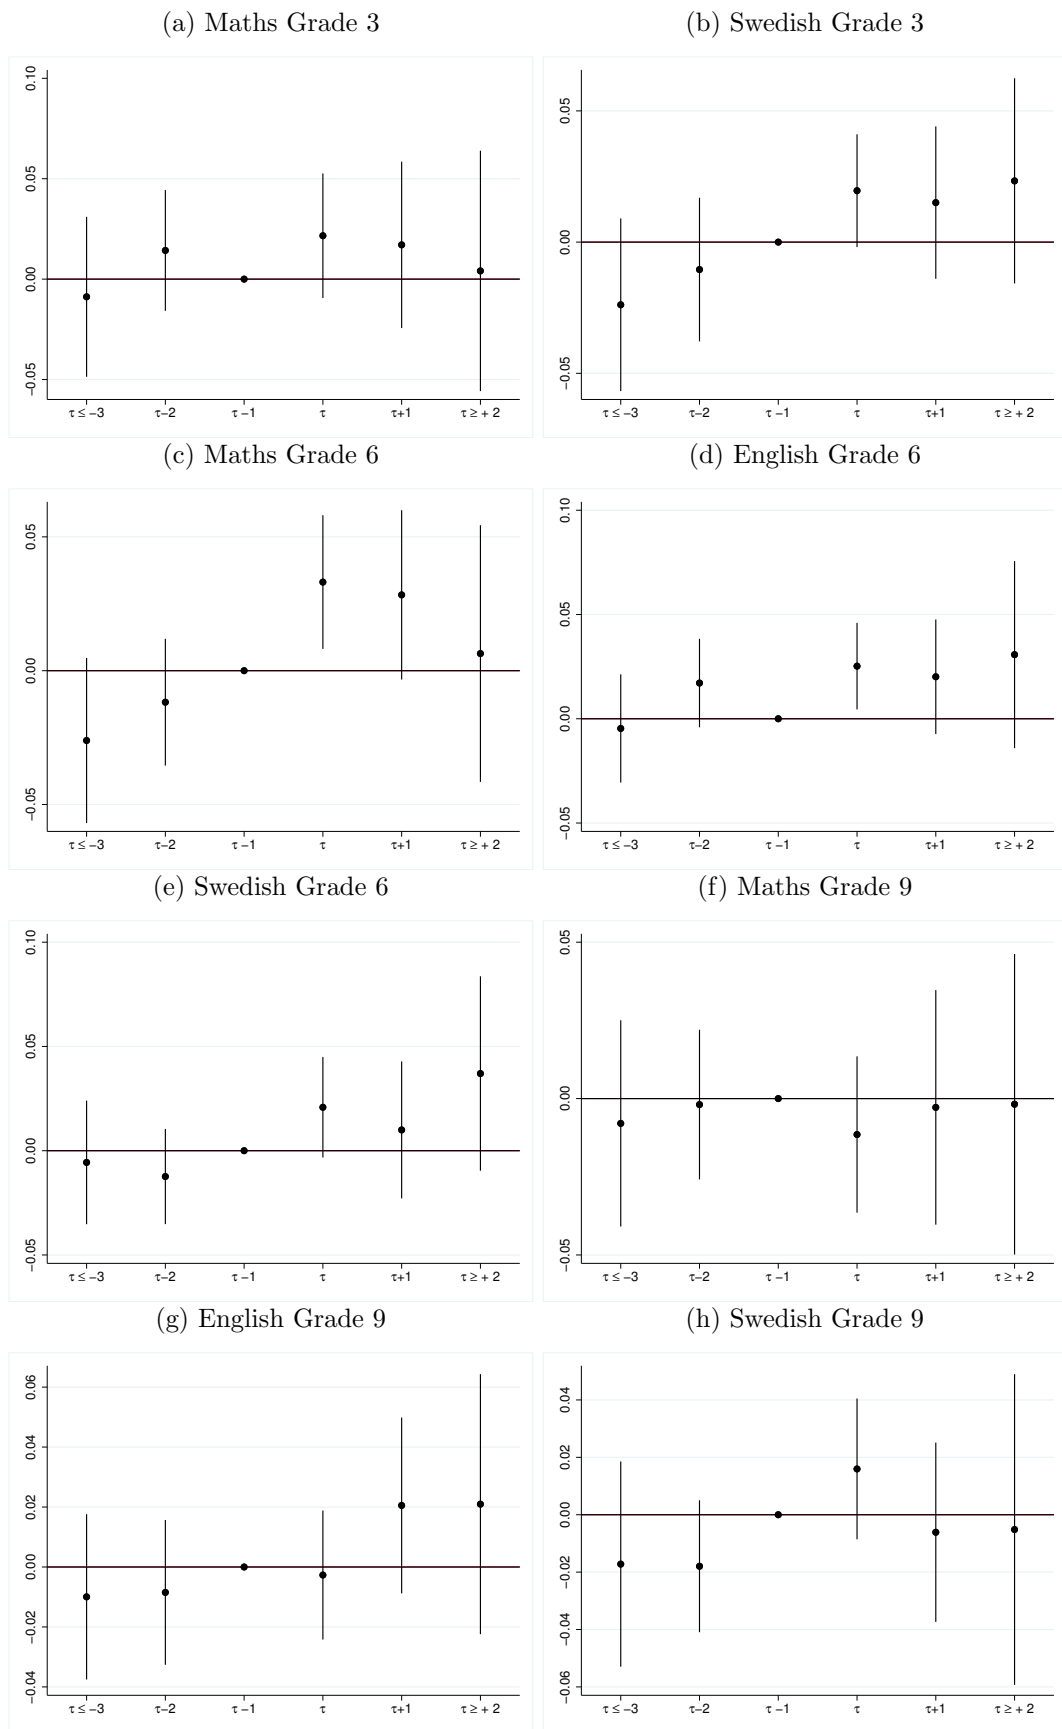 (a) Maths Grade 3
0.10
0.05
0.00
−0.05
τ ≤ −3 τ−2 τ −1 τ τ+1 τ ≥ + 2
(b) Swedish Grade 3
0.05
0.00
−0.05
τ ≤ −3 τ−2 τ −1 τ τ+1 τ ≥ + 2
(c) Maths Grade 6
0.05
0.00
−0.05
τ ≤ −3 τ−2 τ −1 τ τ+1 τ ≥ + 2
(d) English Grade 6
0.10
0.05
0.00
−0.05
τ ≤ −3 τ−2 τ −1 τ τ+1 τ ≥ + 2
(e) Swedish Grade 6
0.10
0.05
0.00
−0.05
τ ≤ −3 τ−2 τ −1 τ τ+1 τ ≥ + 2
(f) Maths Grade 9
0.05
0.00
−0.05
τ ≤ −3 τ−2 τ −1 τ τ+1 τ ≥ + 2
(g) English Grade 9
0.06
0.04
0.02
0.00
−0.02
−0.04
τ ≤ −3 τ−2 τ −1 τ τ+1 τ ≥ + 2
(h) Swedish Grade 9
0.04
0.02
0.00
−0.02
−0.04
−0.06
τ ≤ −3 τ−2 τ −1 τ τ+1 τ ≥ + 2